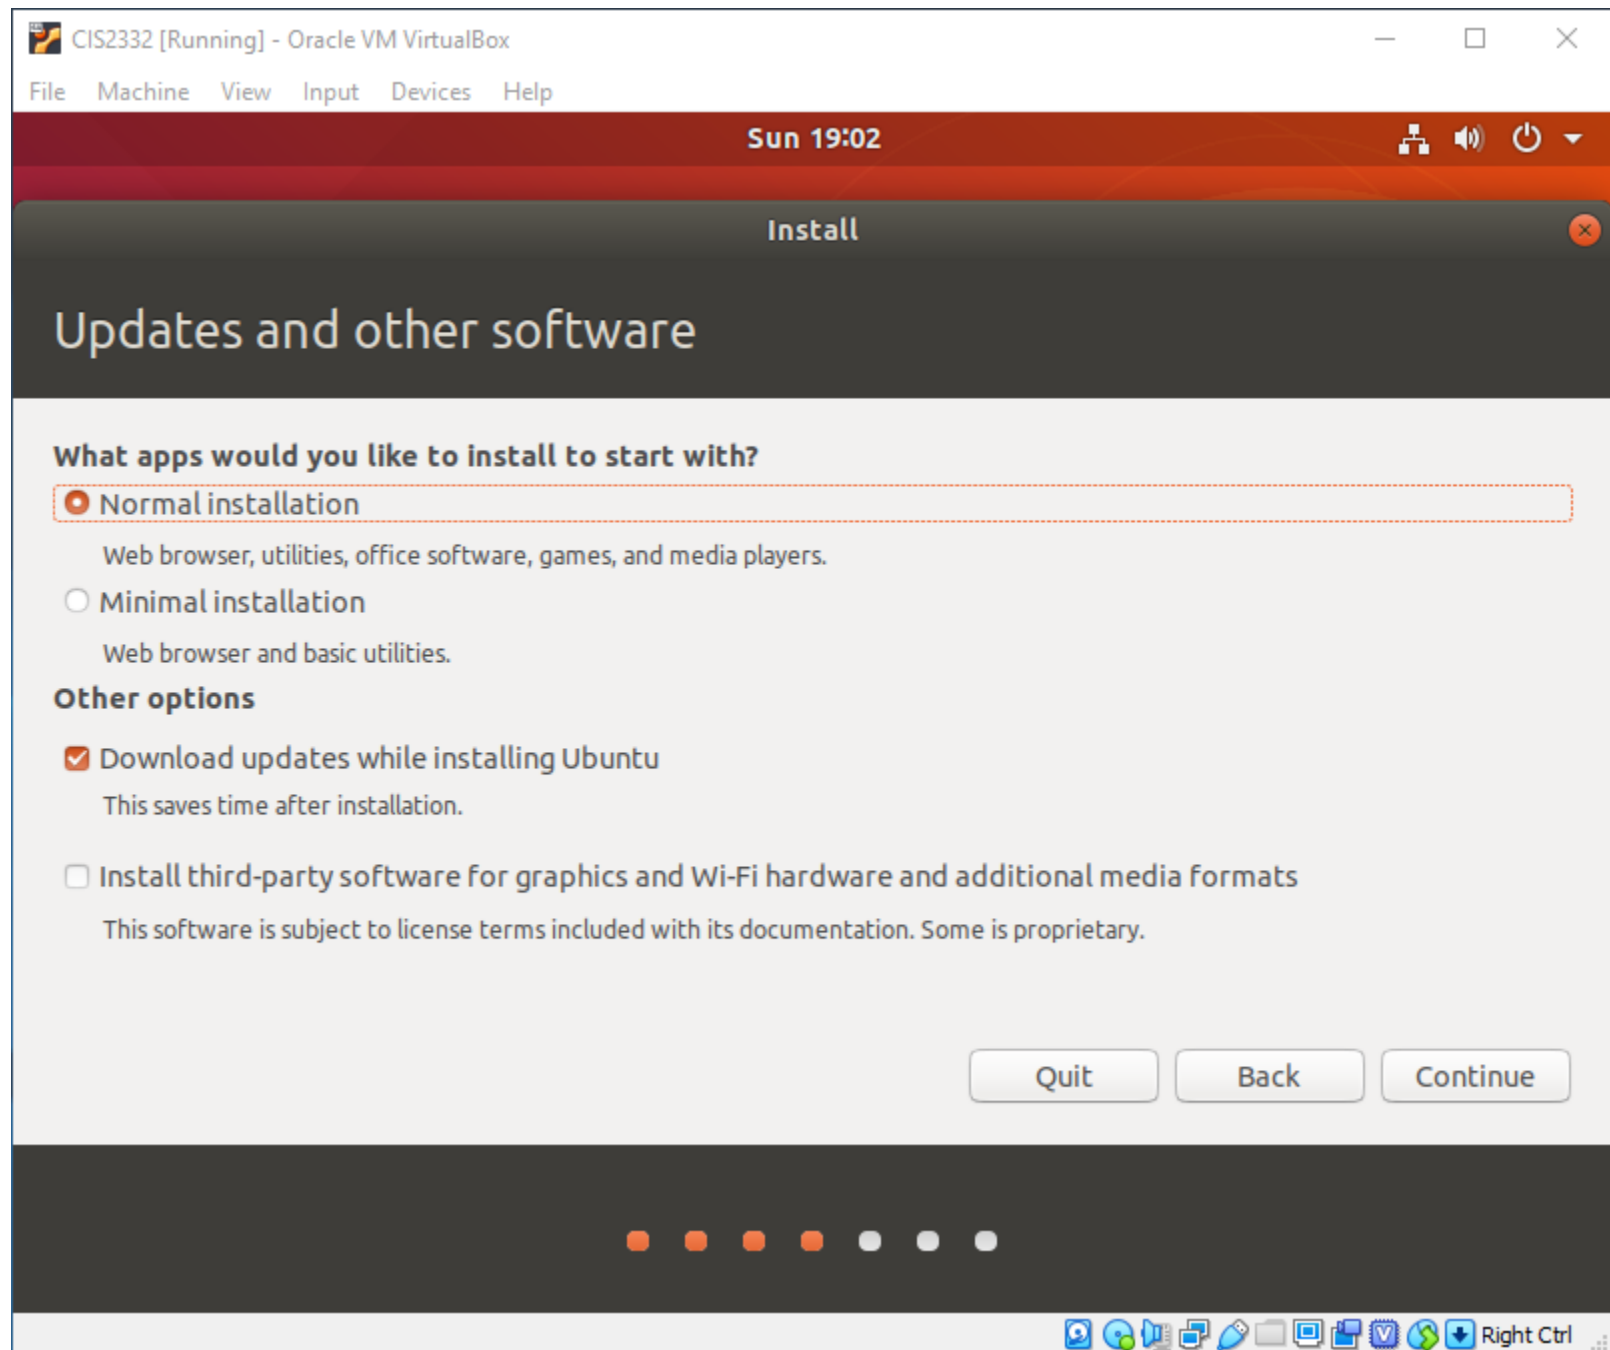 CIS2332 [Running] - Oracle VM VirtualBox
File Machine View Input Devices Help
Sun 19:02
Install
Updates and other software
What apps would you like to install to start with?
Normal installation
Web browser, utilities, office software, games, and media players.
Minimal installation
Web browser and basic utilities.
Other options
Download updates while installing Ubuntu
This saves time after installation.
Install third-party software for graphics and Wi-Fi hardware and additional media formats
This software is subject to license terms included with its documentation. Some is proprietary.
Quit Back Continue
Right Ctrl